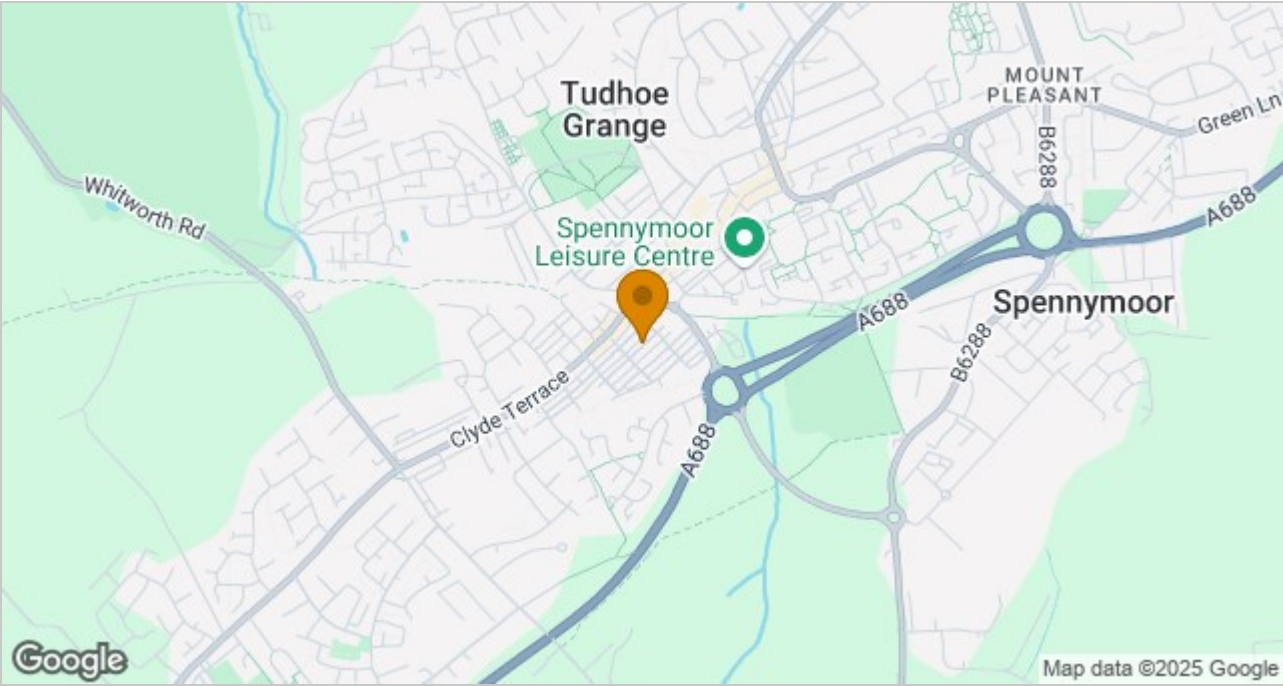 Tudhoe
Grange
MOUNT
PLEASANT
Green Ln
B6288
Whitworth Rd
A688
Spennymoor
Leisure Centre
A688
Spennymoor
B6288
Clyde Terrace
A688
Google
Map data ©2025 Google